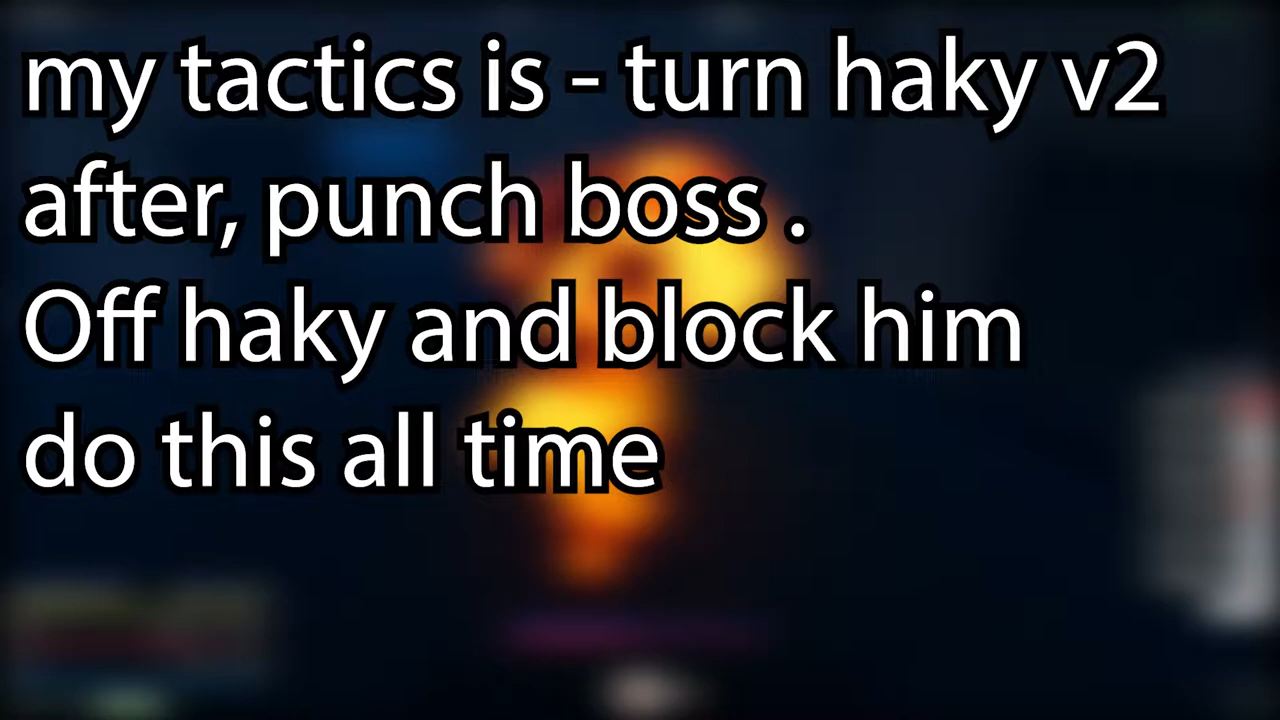 my tactics is - turn haky v2
after, punch boss .
Off haky and block him
do this all time